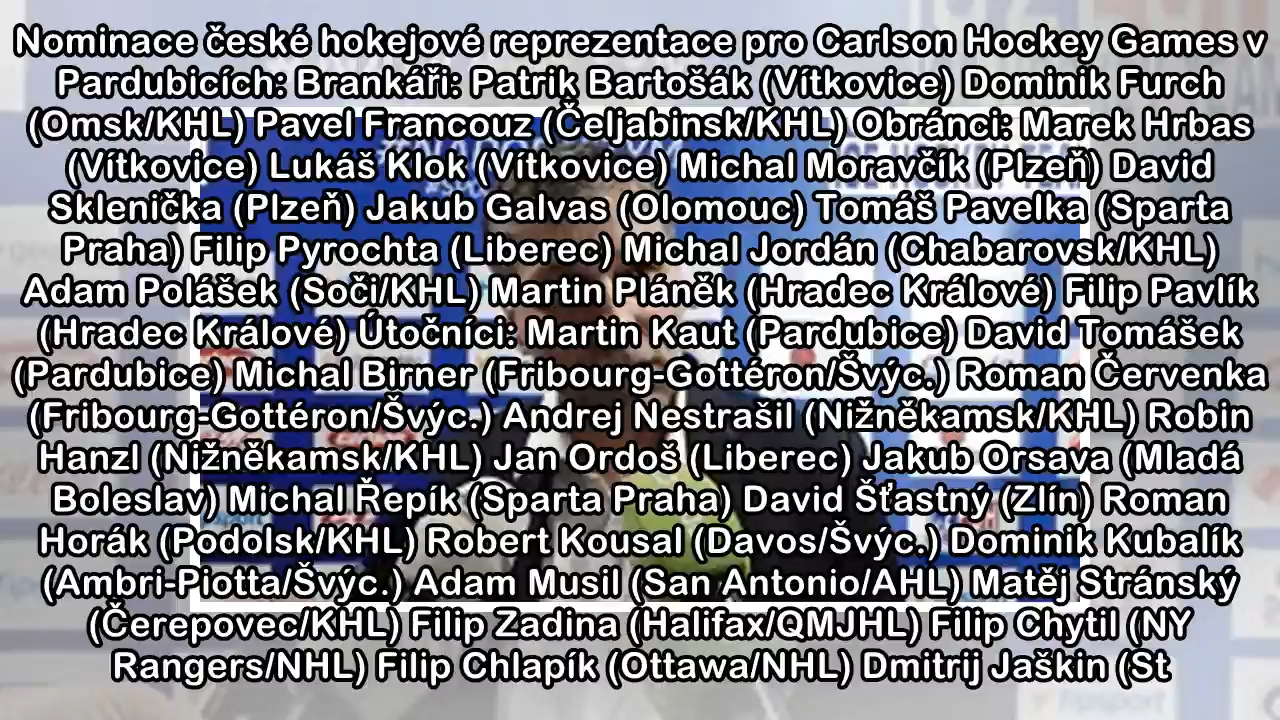 Nominace české hokejové reprezentace pro Carlson Hockey Games v
Pardubicích: Brankáři: Patrik Bartošák (Vítkovice) Dominik Furch
(Omsk/KHL) Pavel Francouz (Čeljabinsk/KHL) Obránci: Marek Hrbas
(Vítkovice) Lukáš Klok (Vítkovice) Michal Moravčík (Plzeň) David
Sklenička (Plzeň) Jakub Galvas (Olomouc) Tomáš Pavelka (Sparta
Praha) Filip Pyrochta (Liberec) Michal Jordán (Chabarovsk/KHL)
Adam Polášek (Soči/KHL) Martin Pláněk (Hradec Králové) Filip Pavlík
(Hradec Králové) Útočníci: Martin Kaut (Pardubice) David Tomášek
(Pardubice) Michal Birner (Fribourg-Gottéron/Švýc.) Roman Červenka
(Fribourg-Gottéron/Švýc.) Andrej Nestrašil (Nižněkamsk/KHL) Robin
Hanzl (Nižněkamsk/KHL) Jan Ordoš (Liberec) Jakub Orsava (Mladá
Boleslav) Michal Řepík (Sparta Praha) David Šťastný (Zlín) Roman
Horák (Podolsk/KHL) Robert Kousal (Davos/Švýc.) Dominik Kubalík
(Ambri-Piotta/Švýc.) Adam Musil (San Antonio/AHL) Matěj Stránský
(Čerepovec/KHL) Filip Zadina (Halifax/QMJHL) Filip Chytil (NY
Rangers/NHL) Filip Chlapík (Ottawa/NHL) Dmitrij Jaškin (St